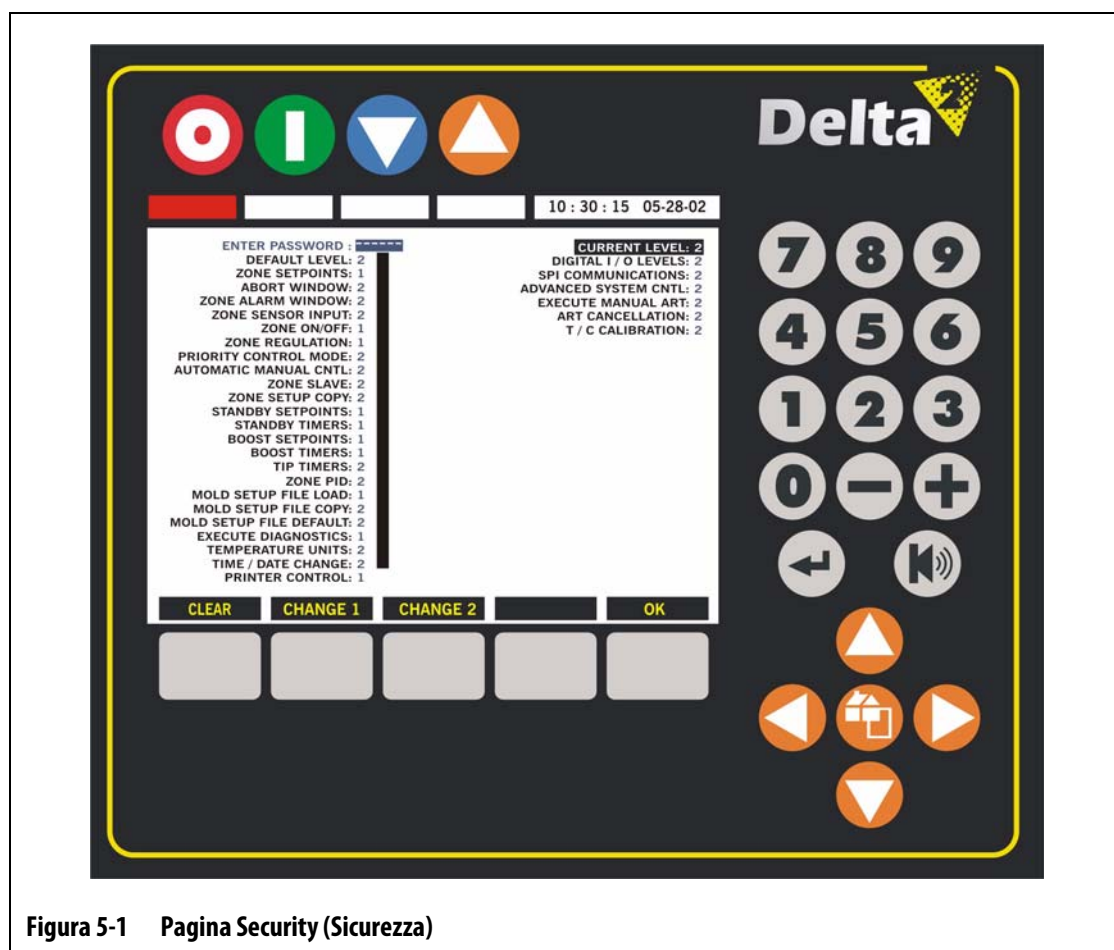 Delta 2
10 : 30 : 15 05-28-02
ENTER PASSWORD : ------
DEFAULT LEVEL: 2
ZONE SETPOINTS: 1
ABORT WINDOW: 2
ZONE ALARM WINDOW: 2
ZONE SENSOR INPUT: 2
ZONE ON/OFF: 1
ZONE REGULATION: 1
PRIORITY CONTROL MODE: 2
AUTOMATIC MANUAL CNTL: 2
ZONE SLAVE: 2
ZONE SETUP COPY: 2
STANDBY SETPOINTS: 1
STANDBY TIMERS: 1
BOOST SETPOINTS: 1
BOOST TIMERS: 1
TIP TIMERS: 2
ZONE PID: 2
MOLD SETUP FILE LOAD: 1
MOLD SETUP FILE COPY: 2
MOLD SETUP FILE DEFAULT: 2
EXECUTE DIAGNOSTICS: 1
TEMPERATURE UNITS: 2
TIME / DATE CHANGE: 2
PRINTER CONTROL: 1
CURRENT LEVEL: 2
DIGITAL I / O LEVELS: 2
SPI COMMUNICATIONS: 2
ADVANCED SYSTEM CNTL: 2
EXECUTE MANUAL ART: 2
ART CANCELLATION: 2
T / C CALIBRATION: 2
CLEAR CHANGE 1 CHANGE 2 OK
7 8 9
4 5 6
1 2 3
0 - +
Figura 5-1 Pagina Security (Sicurezza)